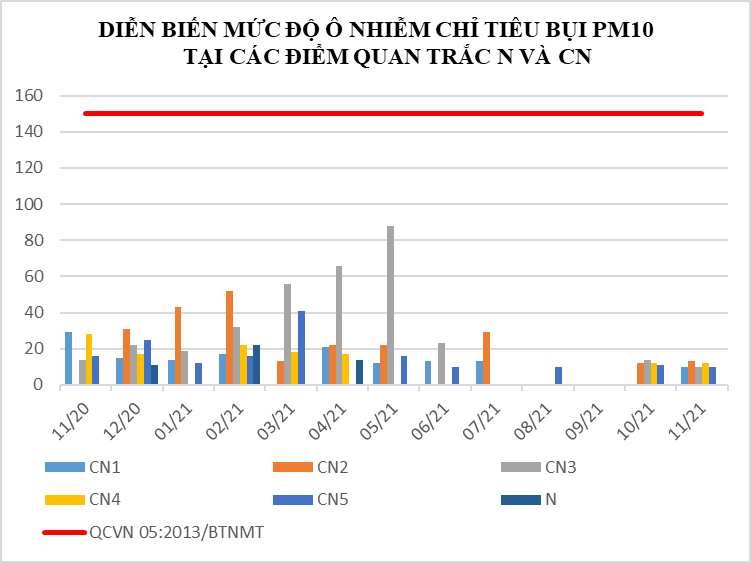 DIỄN BIẾN MỨC ĐỘ Ô NHIỄM CHỈ TIÊU BỤI PM10
TẠI CÁC ĐIỂM QUAN TRẮC N VÀ CN
160
140
120
100
80
60
40
20
0
11/20 12/20 01/21 02/21 03/21 04/21 05/21 06/21 07/21 08/21 09/21 10/21 11/21
CN1 CN2 CN3
CN4 CN5 N
QCVN 05:2013/BTNMT